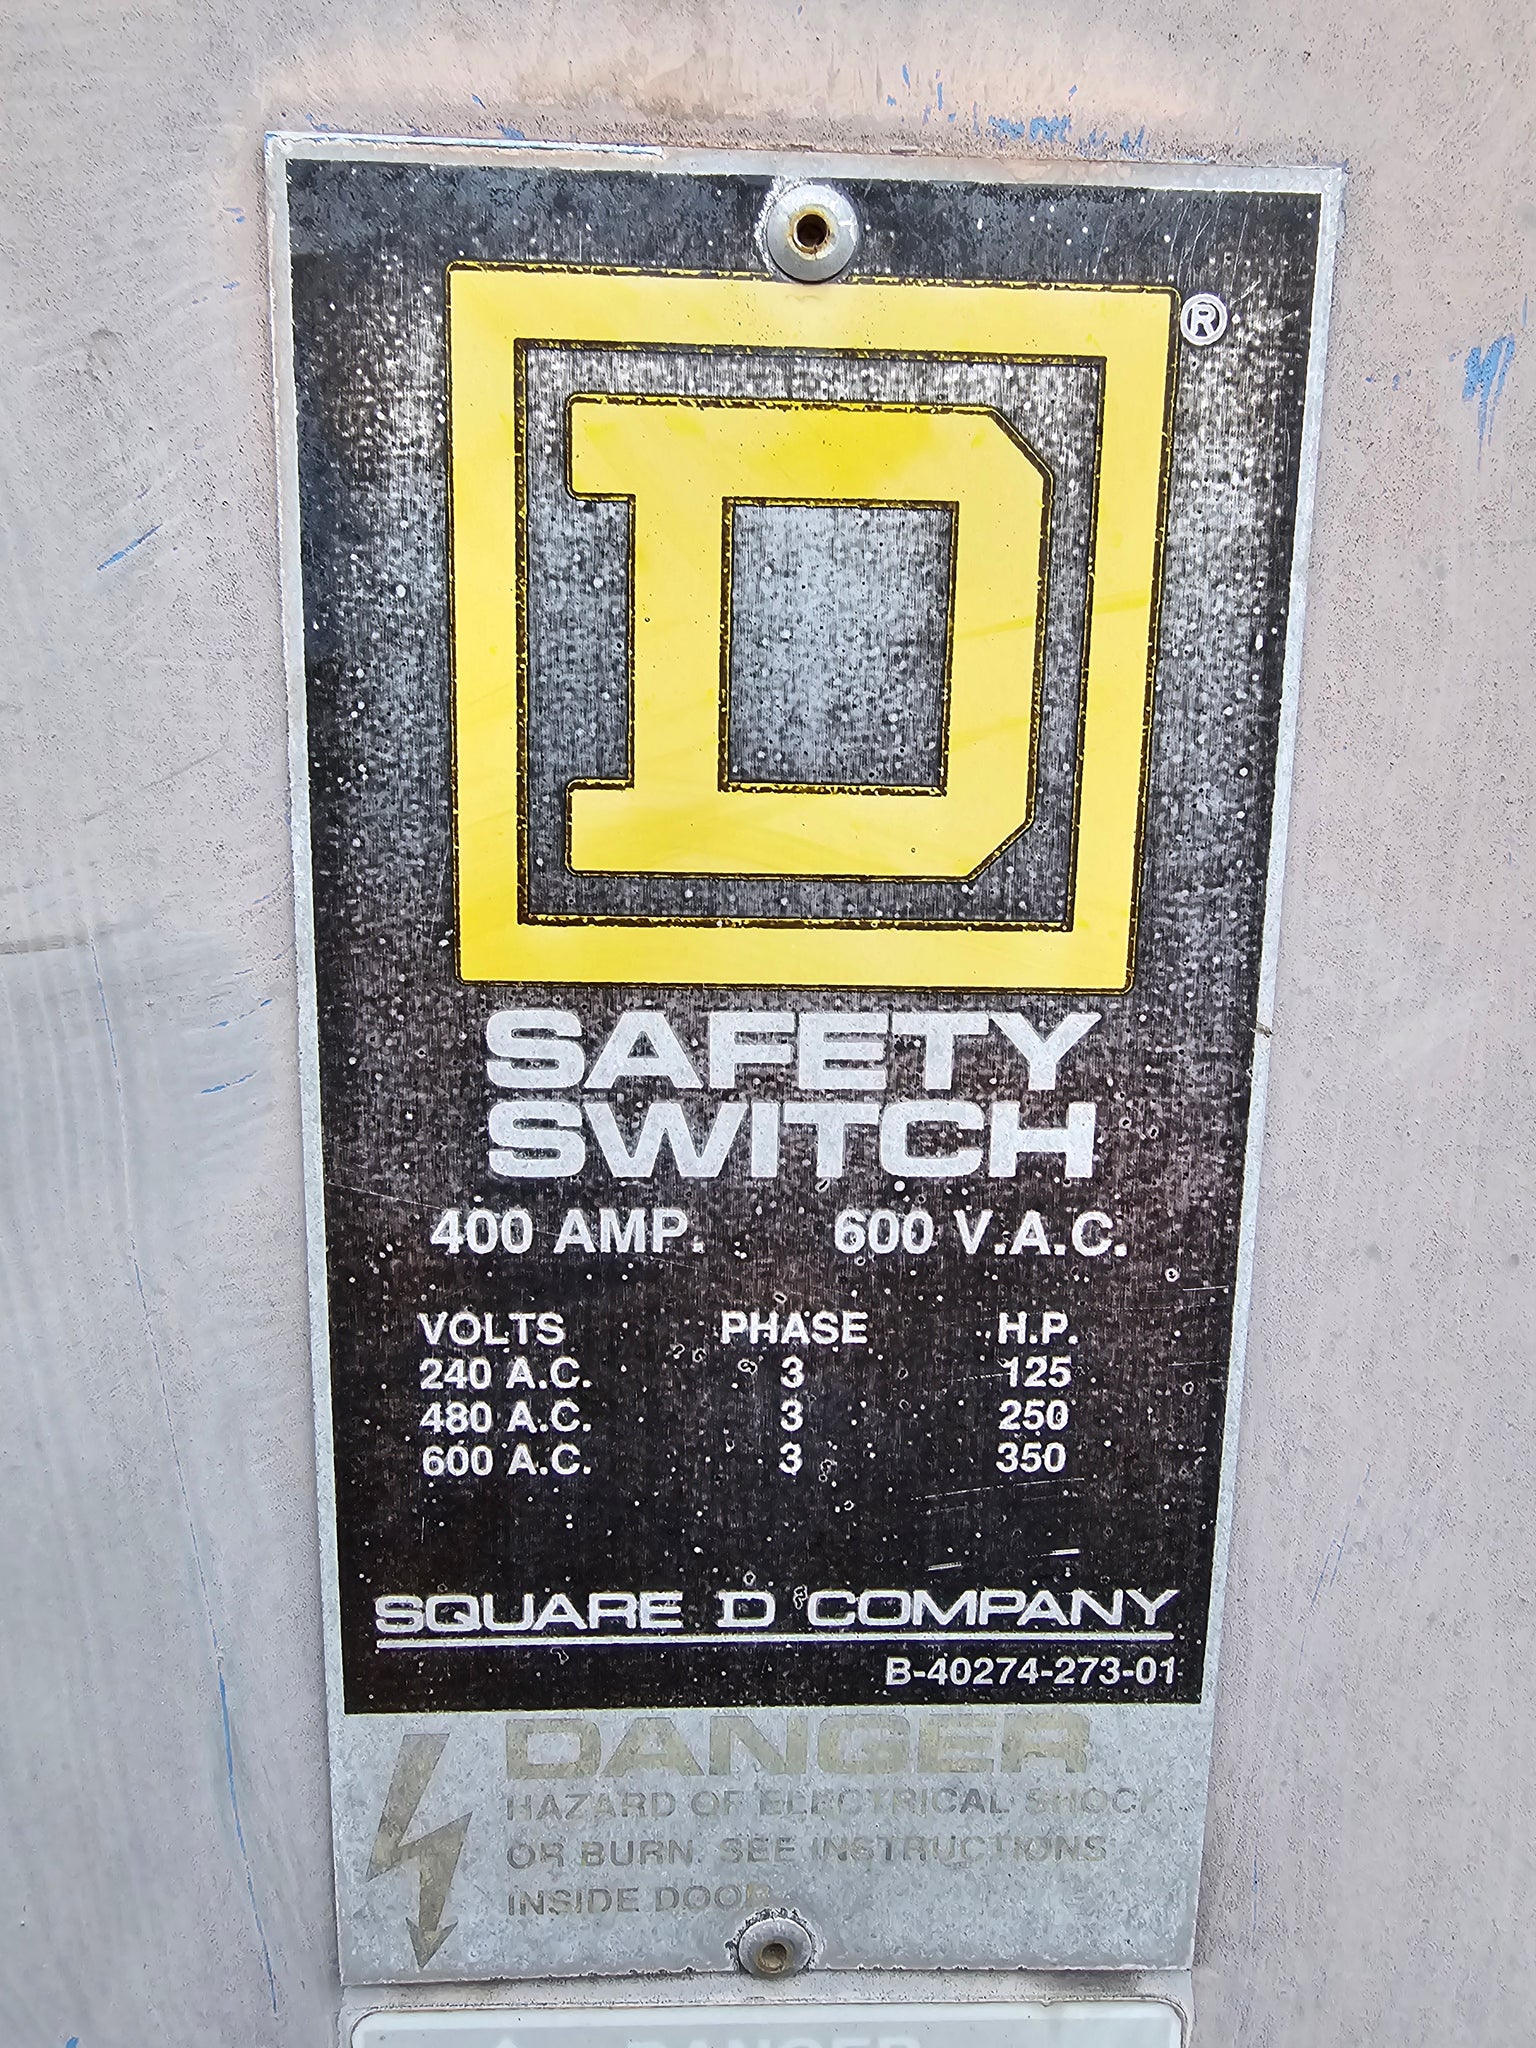 D ®
SAFETY
SWITCH
400 AMP. 600 V.A.C.
VOLTS PHASE H.P.
240 A.C. 3 125
480 A.C. 3 250
600 A.C. 3 350
SQUARE D COMPANY
B-40274-273-01
DANGER
HAZARD OF ELECTRICAL SHOCK
OR BURN. SEE INSTRUCTIONS
INSIDE DOOR
DANGER